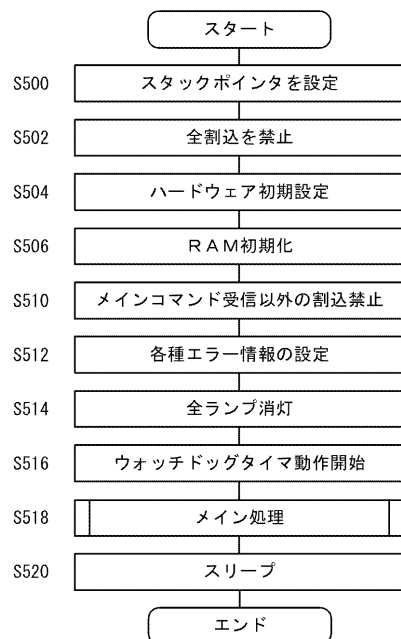 スタート
S500 スタックポインタを設定
S502 全割込を禁止
S504 ハードウェア初期設定
S506 RAM初期化
S510 メインコマンド受信以外の割込禁止
S512 各種エラー情報の設定
S514 全ランプ消灯
S516 ウォッチドッグタイマ動作開始
S518 メイン処理
S520 スリープ
エンド